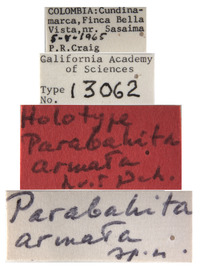 COLOMBIA:Cundina-
marca,Finca Bella
Vista,nr. Sasaima
5-V-1965
P.R.Craig
California Academy
of Sciences
Type
No. 13062
Holotype
Parabahita
armata
Parabahita
armata
sp.n.